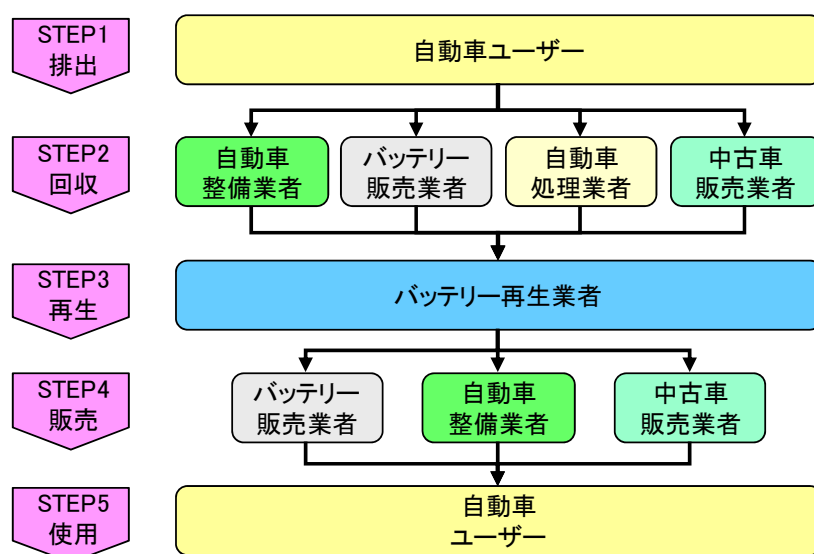 STEP1
排出
自動車ユーザー
STEP2
回収
自動車
整備業者
バッテリー
販売業者
自動車
処理業者
中古車
販売業者
STEP3
再生
バッテリー再生業者
STEP4
販売
バッテリー
販売業者
自動車
整備業者
中古車
販売業者
STEP5
使用
自動車
ユーザー